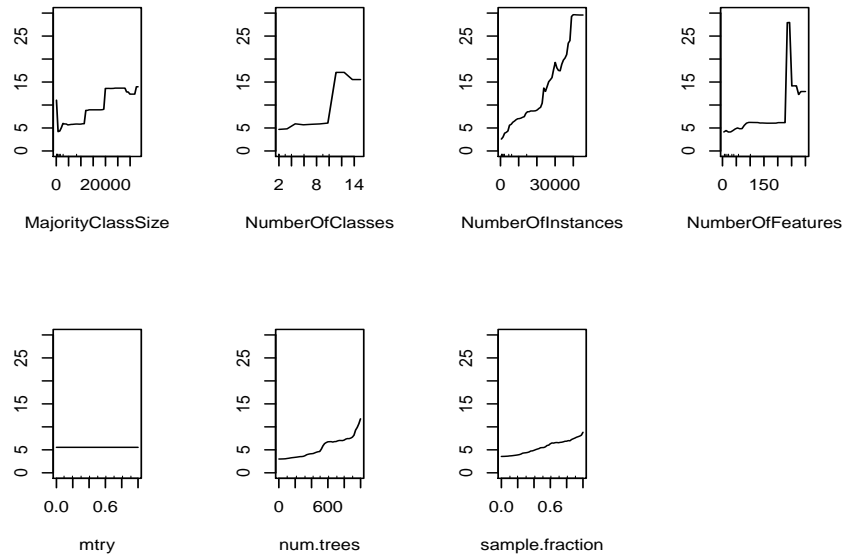 0 5 15 25
0 20000
MajorityClassSize
0 5 15 25
2 8 14
NumberOfClasses
0 5 15 25
0 30000
NumberOfInstances
0 5 15 25
0 150
NumberOfFeatures
0 5 15 25
0.0 0.6
mtry
0 5 15 25
0 600
num.trees
0 5 15 25
0.0 0.6
sample.fraction